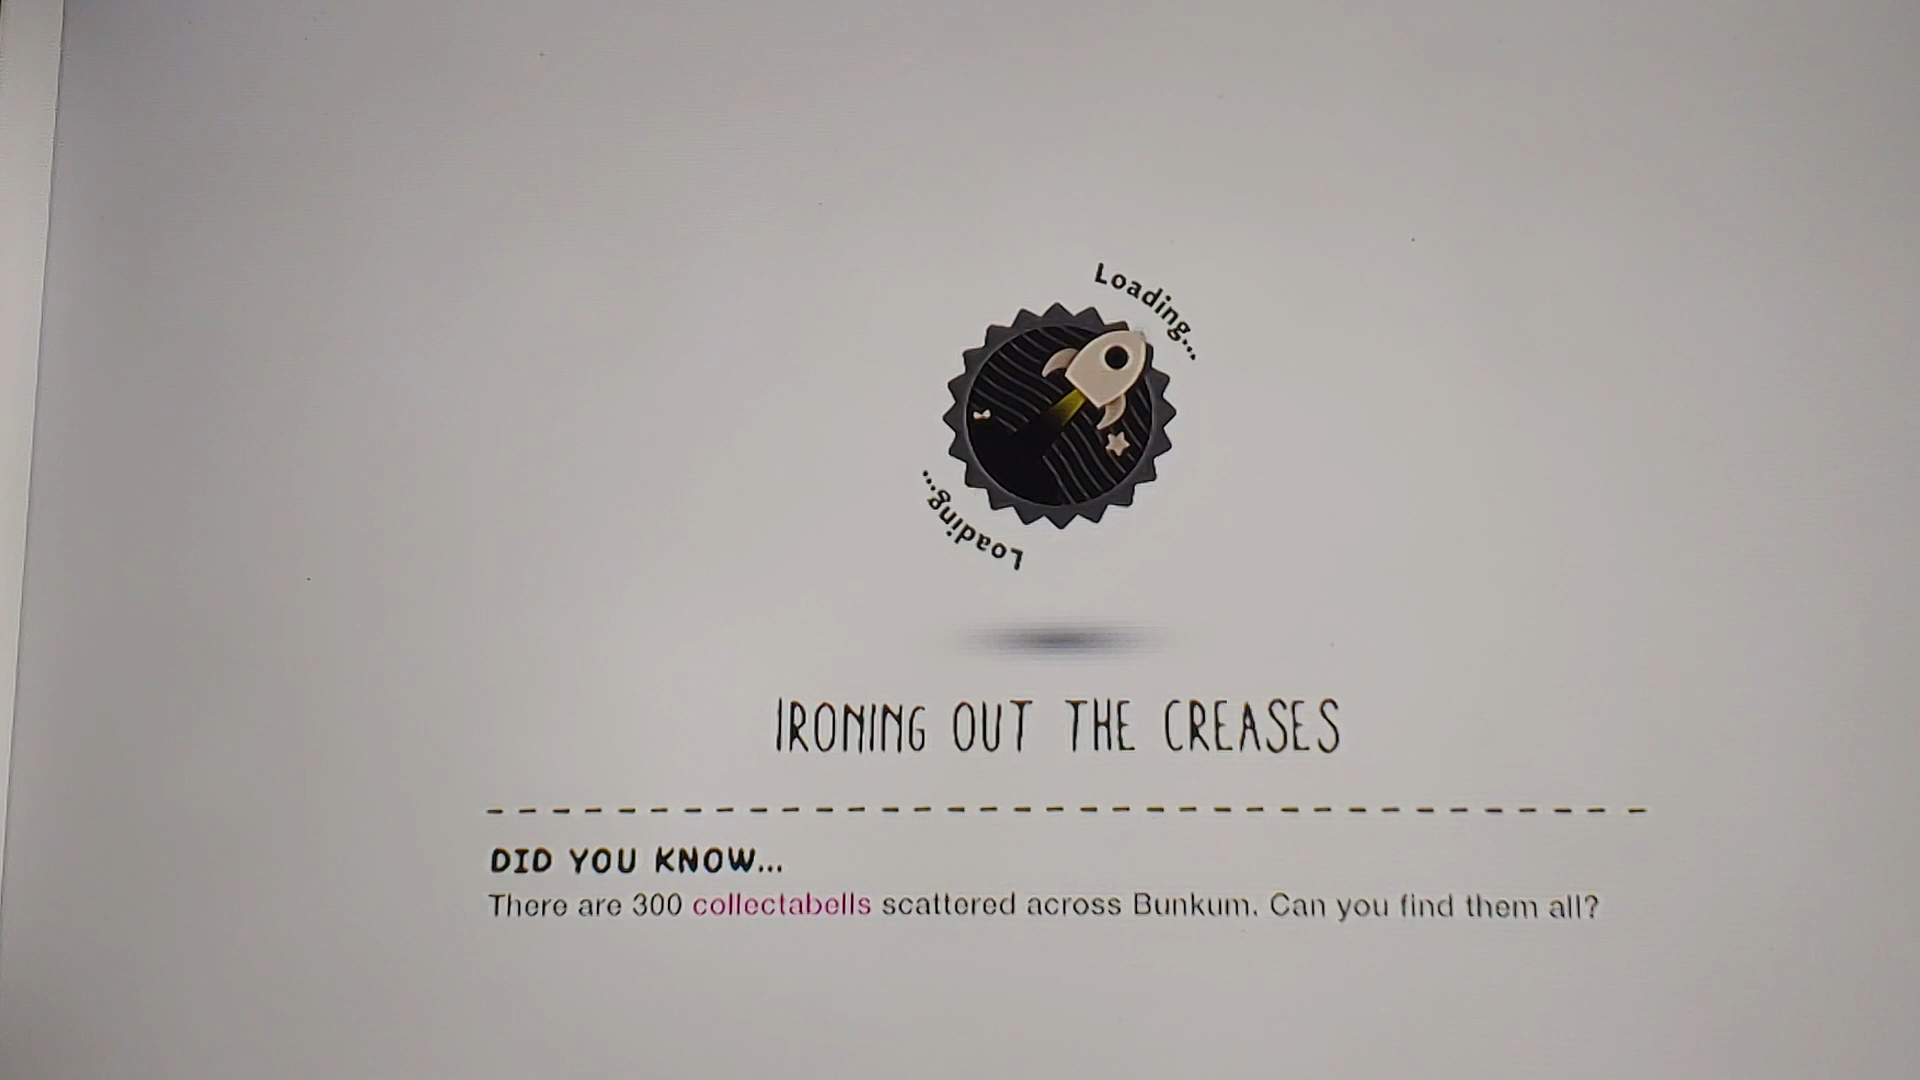 Loading...
Loading...
IRONING OUT THE CREASES
DID YOU KNOW...
There are 300 collectabells scattered across Bunkum. Can you find them all?